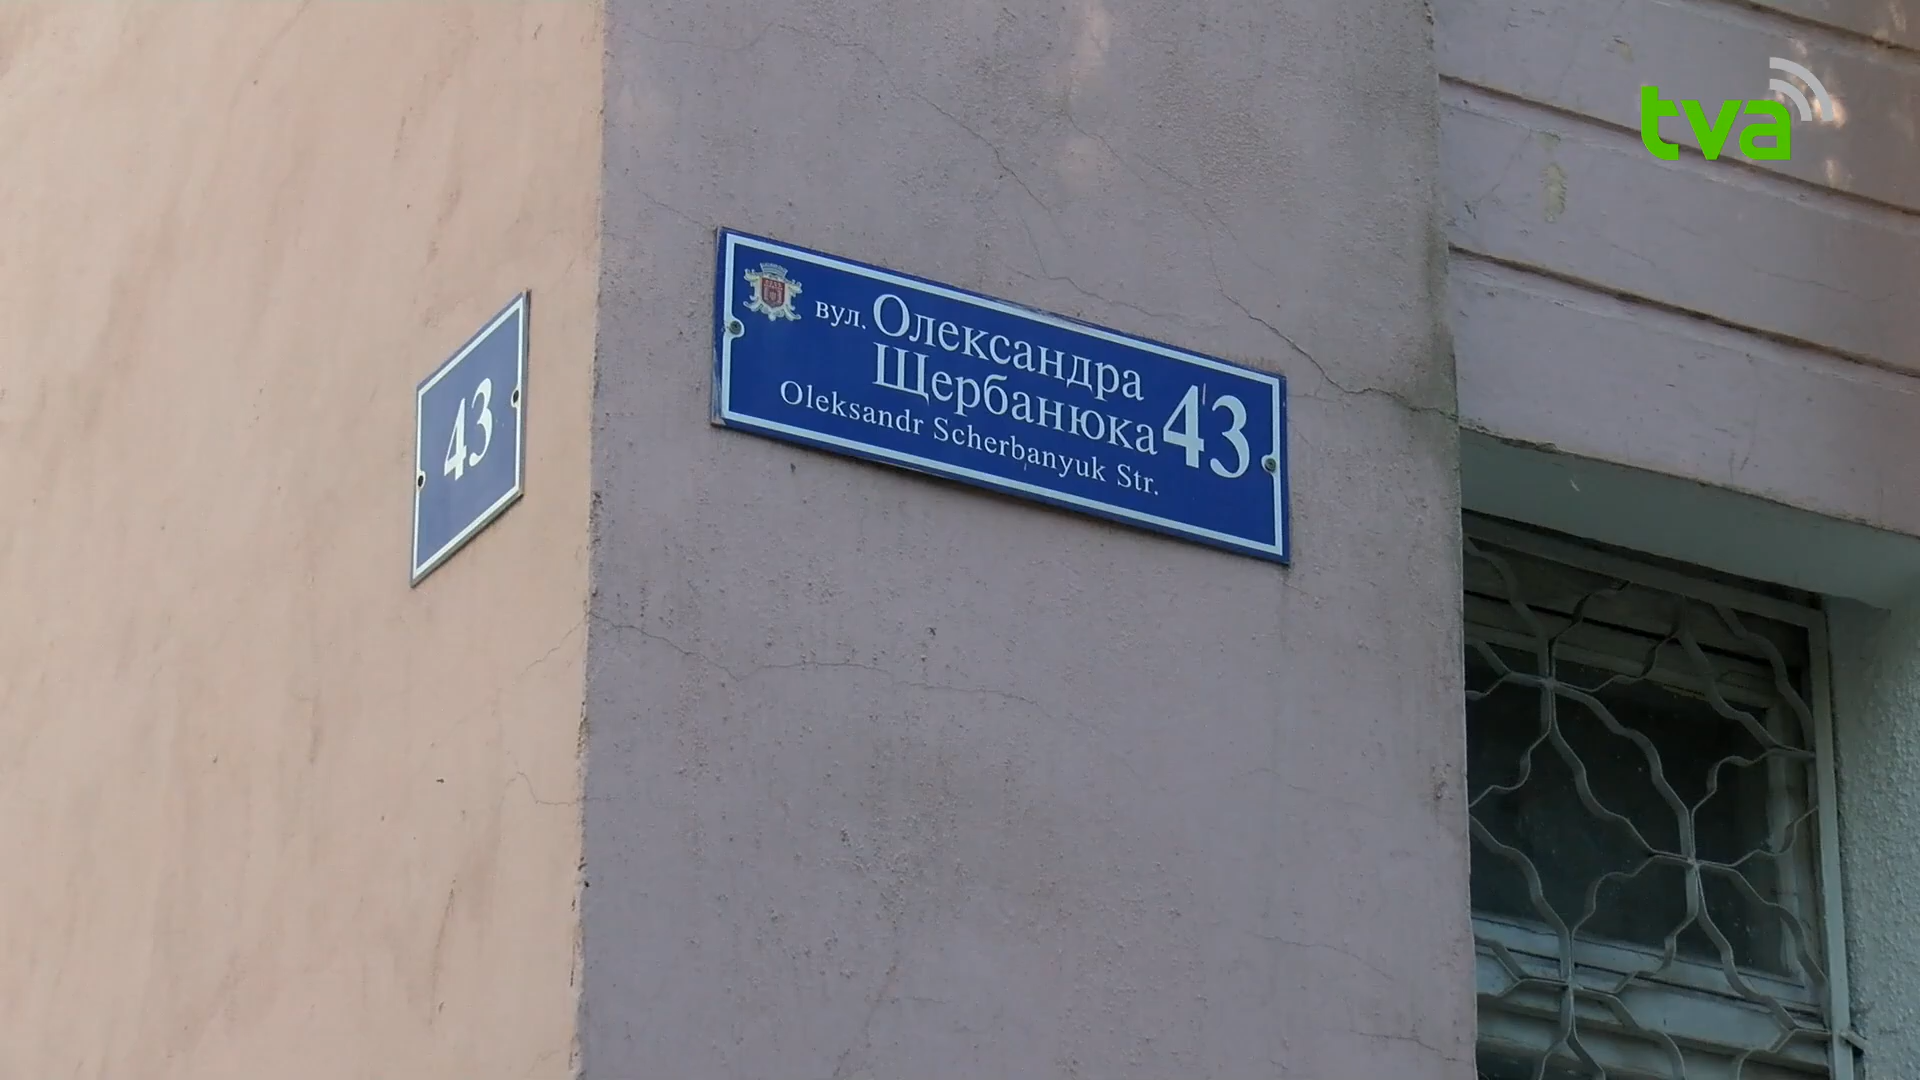 tva
43
вул. Олександра
Щербанюка
43
Oleksandr Scherbanyuk Str.